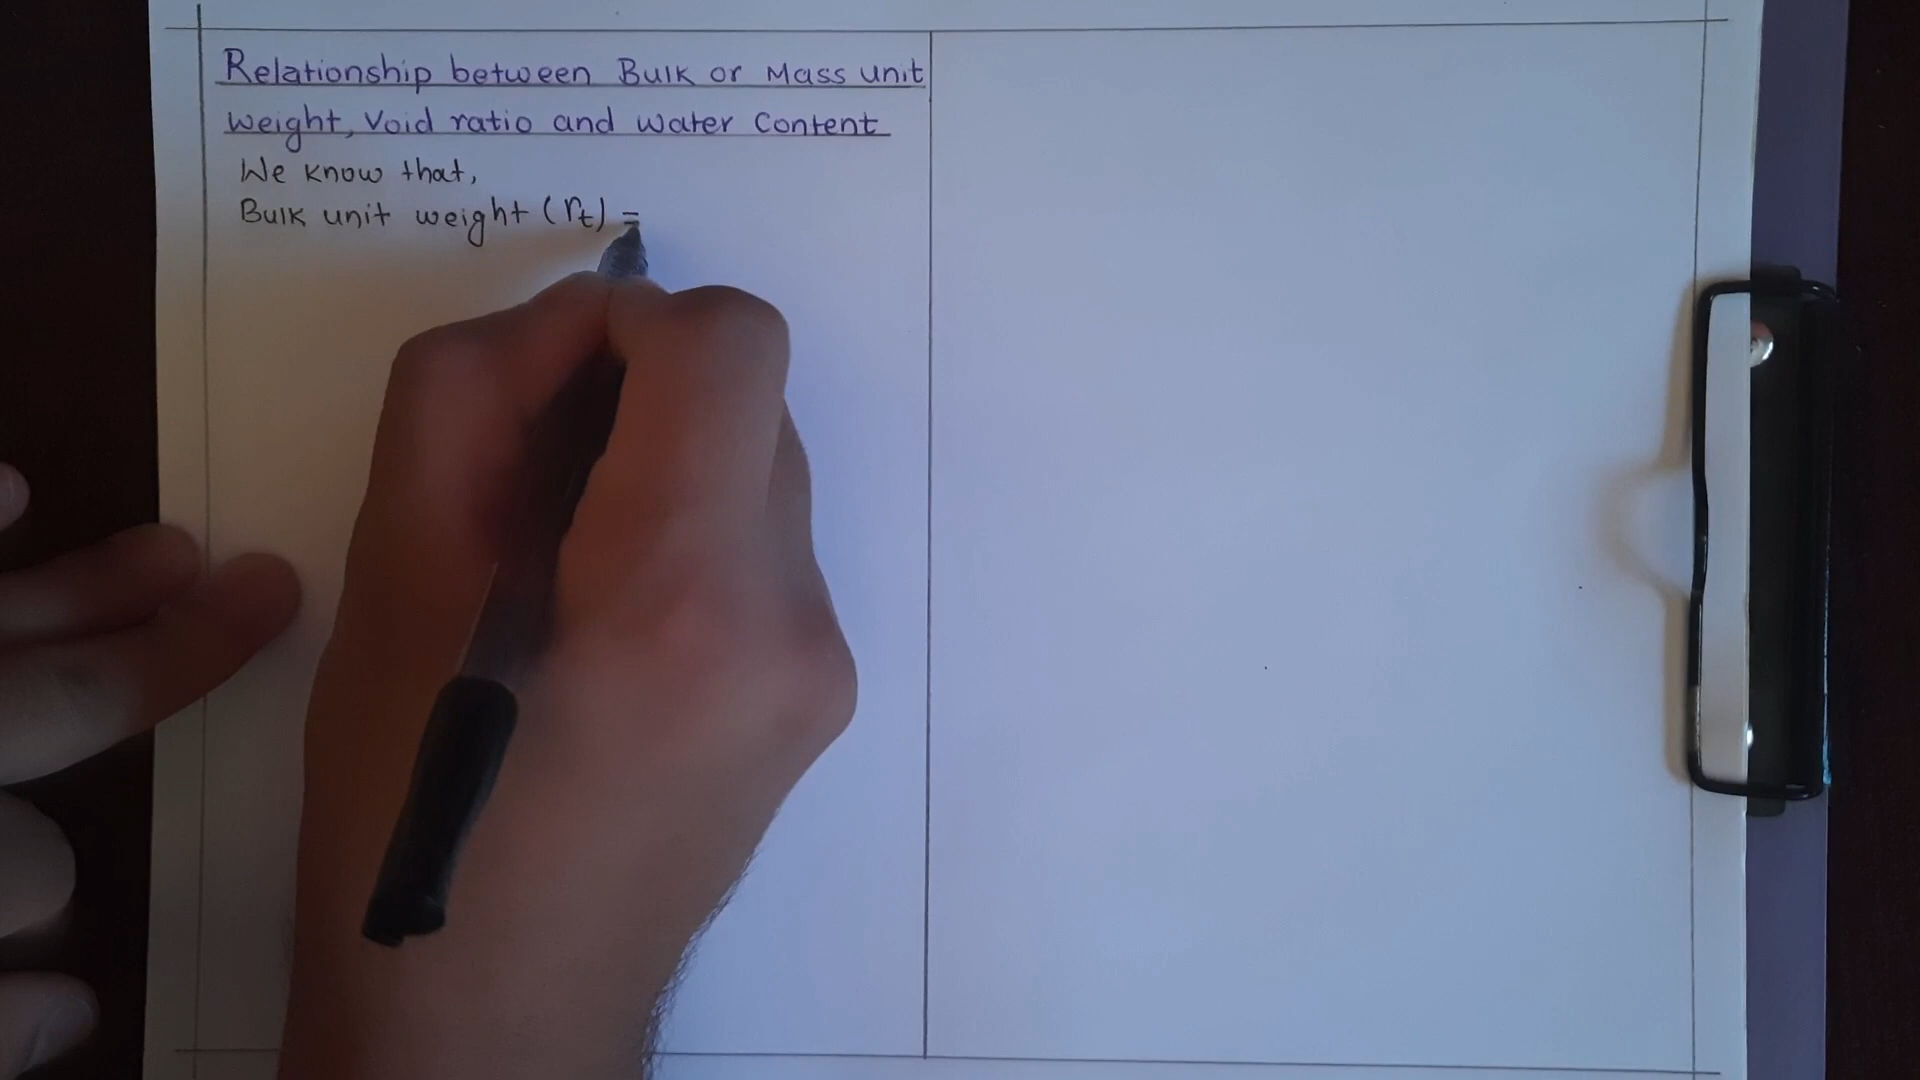 Relationship between Bulk or Mass unit
weight, Void ratio and water Content
We know that,
Bulk unit weight (γt) =